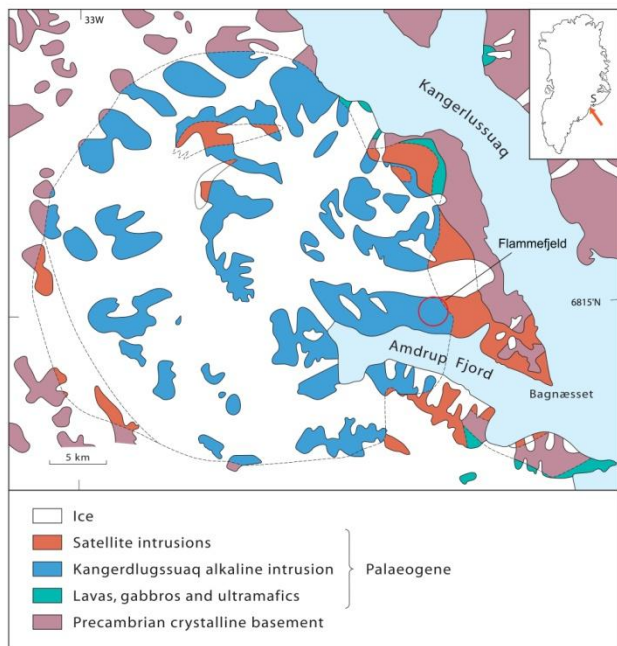 33W
S
Kangerlussuaq
Flammefjeld
6815'N
Amdrup Fjord
Bagnæsset
5 km
Ice
Satellite intrusions
Kangerdlugssuaq alkaline intrusion
Palaeogene
Lavas, gabbros and ultramafics
Precambrian crystalline basement